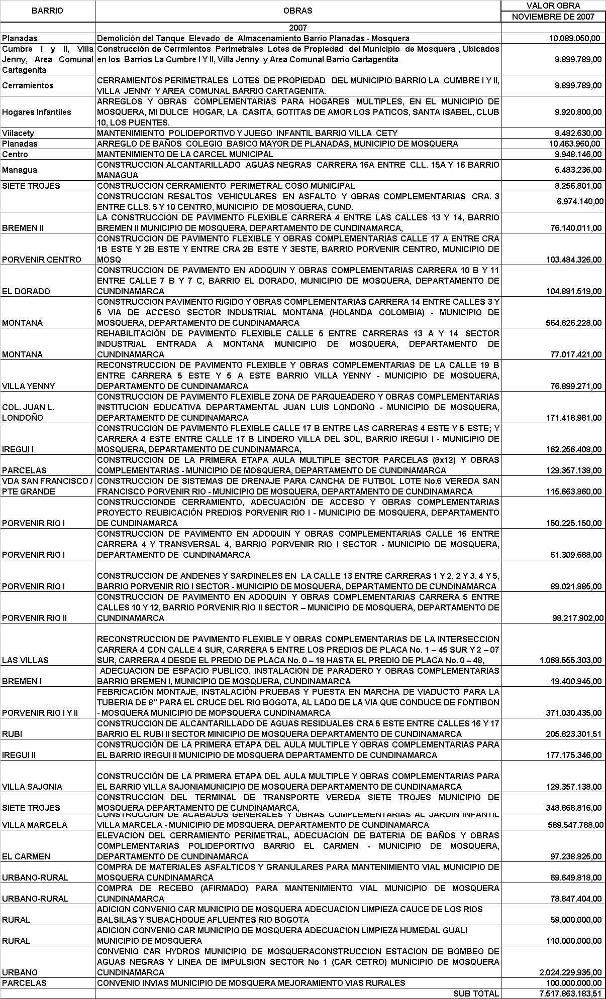 BARRIO OBRAS VALOR OBRA
NOVIEMBRE DE 2007
2007
Planadas Demolición del Tanque Elevado de Almacenamiento Barrio Planadas - Mosquera 10.089.050,00
Cumbre I y II, Villa Construcción de Cerrmientos Perimetrales Lotes de Propiedad del Municipio de Mosquera , Ubicados
Jenny, Area Comunal en los Barrios La Cumbre I Y II, Villa Jenny y Area Comunal Barrio Cartagentita 8.899.789,00
Cartagenita
CERRAMIENTOS PERIMETRALES LOTES DE PROPIEDAD DEL MUNICIPIO BARRIO LA CUMBRE I Y II,
Cerramientos 8.899.789,00
VILLA JENNY Y AREA COMUNAL BARRIO CARTAGENITA.
ARREGLOS Y OBRAS COMPLEMENTARIAS PARA HOGARES MULTIPLES, EN EL MUNICIPIO DE
Hogares Infantiles MOSQUERA, MI DULCE HOGAR, LA CASITA, GOTITAS DE AMOR LOS PATICOS, SANTA ISABEL, CLUB 9.920.800,00
10, LOS PUENTES.
Viilacety MANTENIMIENTO POLIDEPORTIVO Y JUEGO INFANTIL BARRIO VILLA CETY 8.482.630,00
Planadas ARREGLO DE BAÑOS COLEGIO BASICO MAYOR DE PLANADAS, MUNICIPIO DE MOSQUERA 10.463.960,00
Centro MANTENIMIENTO DE LA CARCEL MUNICIPAL 9.948.146,00
CONSTRUCCION ALCANTARILLADO AGUAS NEGRAS CARRERA 16A ENTRE CLL. 15A Y 16 BARRIO
Managua 6.483.236,00
MANAGUA
SIETE TROJES CONSTRUCCION CERRAMIENTO PERIMETRAL COSO MUNICIPAL 8.256.801,00
CONSTRUCCION RESALTOS VEHICULARES EN ASFALTO Y OBRAS COMPLEMENTARIAS CRA. 3
6.974.140,00
ENTRE CLLS. 5 Y 10 CENTRO, MUNICIPIO DE MOSQUERA, CUND.
LA CONSTRUCCION DE PAVIMENTO FLEXIBLE CARRERA 4 ENTRE LAS CALLES 13 Y 14, BARRIO
BREMEN II BREMEN II MUNICIPIO DE MOSQUERA, DEPARTAMENTO DE CUNDINAMARCA, 76.140.011,00
CONSTRUCCION DE PAVIMENTO FLEXIBLE Y OBRAS COMPLEMENTARIAS CALLE 17 A ENTRE CRA
1B ESTE Y 2B ESTE Y ENTRE CRA 2B ESTE Y 3ESTE, BARRIO PORVENIR CENTRO, MUNICIPIO DE
PORVENIR CENTRO MOSQ 103.484.326,00
CONSTRUCCION DE PAVIMENTO EN ADOQUIN Y OBRAS COMPLEMENTARIAS CARRERA 10 B Y 11
ENTRE CALLE 7 B Y 7 C, BARRIO EL DORADO, MUNICIPIO DE MOSQUERA, DEPARTAMENTO DE
EL DORADO CUNDINAMARCA 104.881.519,00
CONSTRUCCION PAVIMENTO RIGIDO Y OBRAS COMPLEMENTARIAS CARRERA 14 ENTRE CALLES 3 Y
5 VIA DE ACCESO SECTOR INDUSTRIAL MONTANA (HOLANDA COLOMBIA) - MUNICIPIO DE
MONTANA MOSQUERA, DEPARTAMENTO DE CUNDINAMARCA 564.826.228,00
REHABILITACIÓN DE PAVIMENTO FLEXIBLE CALLE 5 ENTRE CARRERAS 13 A Y 14 SECTOR
INDUSTRIAL ENTRADA A MONTANA MUNICIPIO DE MOSQUERA, DEPARTAMENTO DE
MONTANA CUNDINAMARCA 77.017.421,00
RECONSTRUCCION DE PAVIMENTO FLEXIBLE Y OBRAS COMPLEMENTARIAS DE LA CALLE 19 B
ENTRE CARRERA 5 ESTE Y 5 A ESTE BARRIO VILLA YENNY - MUNICIPIO DE MOSQUERA,
VILLA YENNY DEPARTAMENTO DE CUNDINAMARCA 76.899.271,00
CONSTRUCCION DE PAVIMENTO FLEXIBLE ZONA DE PARQUEADERO Y OBRAS COMPLEMENTARIAS
COL. JUAN L. INSTITUCION EDUCATIVA DEPARTAMENTAL JUAN LUIS LONDOÑO - MUNICIPIO DE MOSQUERA,
LONDOÑO DEPARTAMENTO DE CUNDINAMARCA 171.418.981,00
CONSTRUCCION DE PAVIMENTO FLEXIBLE CALLE 17 B ENTRE LAS CARRERAS 4 ESTE Y 5 ESTE; Y
CARRERA 4 ESTE ENTRE CALLE 17 B LINDERO VILLA DEL SOL, BARRIO IREGUI I - MUNICIPIO DE
IREGUI I MOSQUERA, DEPARTAMENTO DE CUNDINAMARCA, 162.256.408,00
CONSTRUCCION DE LA PRIMERA ETAPA AULA MULTIPLE SECTOR PARCELAS (8x12) Y OBRAS
PARCELAS COMPLEMENTARIAS - MUNICIPIO DE MOSQUERA, DEPARTAMENTO DE CUNDINAMARCA 129.357.138,00
VDA SAN FRANCISCO / CONSTRUCCION DE SISTEMAS DE DRENAJE PARA CANCHA DE FUTBOL LOTE No.6 VEREDA SAN
PTE GRANDE FRANCISCO PORVENIR RIO - MUNICIPIO DE MOSQUERA, DEPARTAMENTO DE CUNDINAMARCA 115.663.860,00
CONSTRUCCIONDE CERRAMIENTO, ADECUACIÓN DE ACCESO Y OBRAS COMPLEMENTARIAS
PROYECTO REUBICACIÓN PREDIOS PORVENIR RIO I - MUNICIPIO DE MOSQUERA, DEPARTAMENTO
PORVENIR RIO I DE CUNDINAMARCA 150.225.150,00
CONSTRUCCION DE PAVIMENTO EN ADOQUIN Y OBRAS COMPLEMENTARIAS CALLE 16 ENTRE
CARRERA 4 Y TRANSVERSAL 4, BARRIO PORVENIR RIO I SECTOR - MUNICIPIO DE MOSQUERA,
PORVENIR RIO I DEPARTAMENTO DE CUNDINAMARCA 61.309.688,00
CONSTRUCCION DE ANDENES Y SARDINELES EN LA CALLE 13 ENTRE CARRERAS 1 Y 2, 2 Y 3, 4 Y 5,
PORVENIR RIO I BARRIO PORVENIR RIO I SECTOR - MUNICIPIO DE MOSQUERA, DEPARTAMENTO DE CUNDINAMARCA 89.021.885,00
CONSTRUCCION DE PAVIMENTO EN ADOQUIN Y OBRAS COMPLEMENTARIAS CARRERA 5 ENTRE
CALLES 10 Y 12, BARRIO PORVENIR RIO II SECTOR – MUNICIPIO DE MOSQUERA, DEPARTAMENTO DE
PORVENIR RIO II CUNDINAMARCA 98.217.902,00
RECONSTRUCCION DE PAVIMENTO FLEXIBLE Y OBRAS COMPLEMENTARIAS DE LA INTERSECCION
CARRERA 4 CON CALLE 4 SUR, CARRERA 5 ENTRE LOS PREDIOS DE PLACA No. 1 – 45 SUR Y 2 – 07
LAS VILLAS SUR, CARRERA 4 DESDE EL PREDIO DE PLACA No. 0 – 18 HASTA EL PREDIO DE PLACA No. 0 – 48, 1.068.555.303,00
ADECUACION DE ESPACIO PUBLICO, INSTALACION DE PARADERO Y OBRAS COMPLEMENTARIAS
BREMEN I BARRIO BREMEN I, MUNICIPIO DE MOSQUERA, CUNDINAMARCA 19.400.945,00
FEBRICACIÓN MONTAJE, INSTALACIÓN PRUEBAS Y PUESTA EN MARCHA DE VIADUCTO PARA LA
TUBERIA DE 8" PARA EL CRUCE DEL RIO BOGOTA, AL LADO DE LA VIA QUE CONDUCE DE FONTIBON
PORVENIR RIO I Y II - MOSQUERA MUNICIPIO DE MOPSQUERA CUNDINAMARCA 371.030.435,00
CONSTRUCCION DE ALCANTARILLADO DE AGUAS RESIDUALES CRA 5 ESTE ENTRE CALLES 16 Y 17
RUBI BARRIO EL RUBI II SECTOR MINICIPIO DE MOSQUERA DEPARTAMENTO DE CUNDINAMARCA 205.823.301,51
CONSTRUCCIÓN DE LA PRIMERA ETAPA DEL AULA MULTIPLE Y OBRAS COMPLEMENTARIAS PARA
IREGUI II EL BARRIO IREGUI II MUNICIPIO DE MOSQUERA DEPARTAMENTO DE CUNDINAMARCA 177.175.346,00
CONSTRUCCIÓN DE LA PRIMERA ETAPA DEL AULA MULTIPLE Y OBRAS COMPLEMENTARIAS PARA
VILLA SAJONIA EL BARRIO VILLA SAJONIAMUNICIPIO DE MOSQUERA DEPARTAMENTO DE CUNDINAMARCA 129.357.138,00
CONSTRUCCION DEL TERMINAL DE TRANSPORTE VEREDA SIETE TROJES MUNICIPIO DE
SIETE TROJES MOSQUERA DEPARTAMENTO DE CUNDINAMARCA, 348.868.816,00
CONSTRUCCION DE ACABADOS GENERALES Y OBRAS COMPLEMENTARIAS AL JARDIN INFANTIL
VILLA MARCELA VILLA MARCELA - MUNICIPIO DE MOSQUERA, DEPARTAMENTO DE CUNDINAMARCA 589.547.788,00
ELEVACION DEL CERRAMIENTO PERIMETRAL, ADECUACION DE BATERIA DE BAÑOS Y OBRAS
COMPLEMENTARIAS POLIDEPORTIVO BARRIO EL CARMEN - MUNICIPIO DE MOSQUERA,
EL CARMEN DEPARTAMENTO DE CUNDINAMARCA 97.238.825,00
COMPRA DE MATERIALES ASFALTICOS Y GRANULARES PARA MANTENIMIENTO VIAL MUNICIPIO DE
URBANO-RURAL MOSQUERA CUNDINAMARCA 69.649.818,00
COMPRA DE RECEBO (AFIRMADO) PARA MANTENIMIENTO VIAL MUNICIPIO DE MOSQUERA
URBANO-RURAL CUNDINAMARCA 78.847.404,00
ADICION CONVENIO CAR MUNICIPIO DE MOSQUERA ADECUACION LIMPIEZA CAUCE DE LOS RIOS
RURAL BALSILAS Y SUBACHOQUE AFLUENTES RIO BOGOTA 59.000.000,00
ADICION CONVENIO CAR MUNICIPIO DE MOSQUERA ADECUACION LIMPIEZA HUMEDAL GUALI
RURAL MUNICIPIO DE MOSQUERA 110.000.000,00
C0NVENIO CAR HYDROS MUNICIPIO DE MOSQUERACONSTRUCCION ESTACION DE BOMBEO DE
AGUAS NEGRAS Y LINEA DE IMPULSION SECTOR No 1 (CAR CETRO) MUNICIPIO DE MOSQUERA
URBANO CUNDINAMARCA 2.024.229.935,00
PARCELAS CONVENIO INVIAS MUNICIPIO DE MOSQUERA MEJORAMIENTO VIAS RURALES 100.000.000,00
SUB TOTAL 7.517.863.183,51